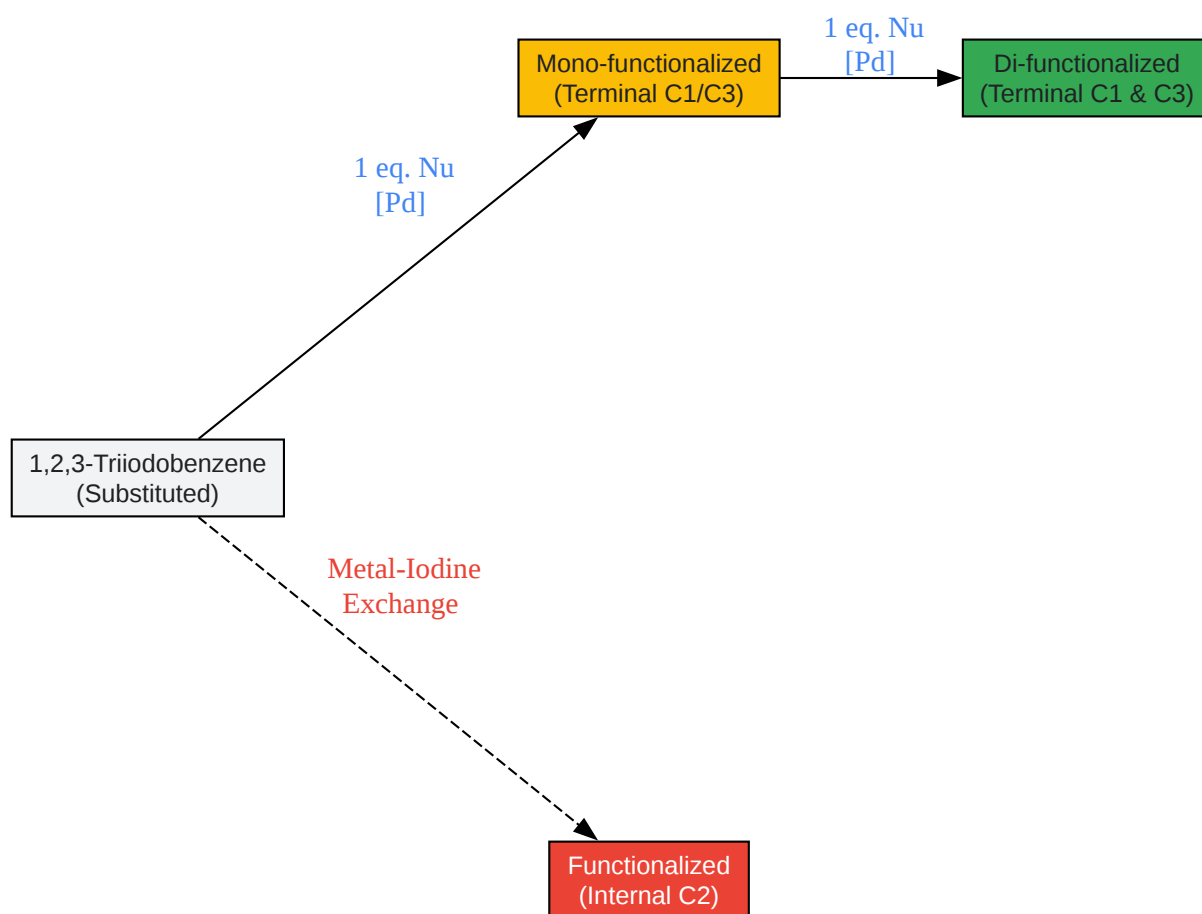 1 eq. Nu
[Pd]
Mono-functionalized
(Terminal C1/C3)
Di-functionalized
(Terminal C1 & C3)
1 eq. Nu
[Pd]
1,2,3-Triiodobenzene
(Substituted)
Metal-Iodine
Exchange
Functionalized
(Internal C2)